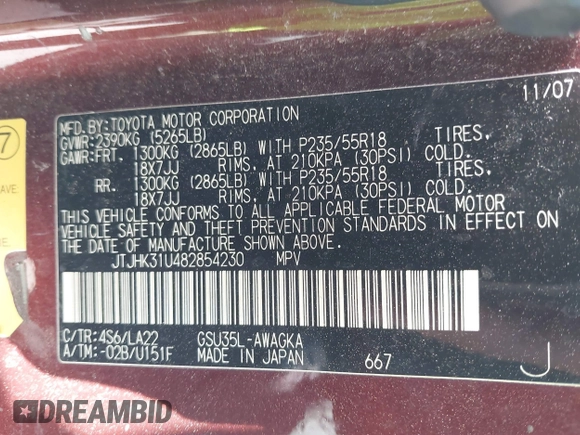 11/07
MFD.BY:TOYOTA MOTOR CORPORATION
GVWR:2390KG (5265LB)
GAWR:FRT. 1300KG (2865LB) WITH P235/55R18 TIRES,
18X7JJ RIMS, AT 210KPA (30PSI) COLD.
RR. 1300KG (2865LB) WITH P235/55R18 TIRES,
18X7JJ RIMS, AT 210KPA (30PSI) COLD.
THIS VEHICLE CONFORMS TO ALL APPLICABLE FEDERAL MOTOR
VEHICLE SAFETY AND THEFT PREVENTION STANDARDS IN EFFECT ON
THE DATE OF MANUFACTURE SHOWN ABOVE.
JTJHK31U482854230 MPV
C/TR:4S6/LA22 GSU35L-AWAGKA
A/TM:-02B/U151F MADE IN JAPAN 667
J
7
AVE.
DREAMBID